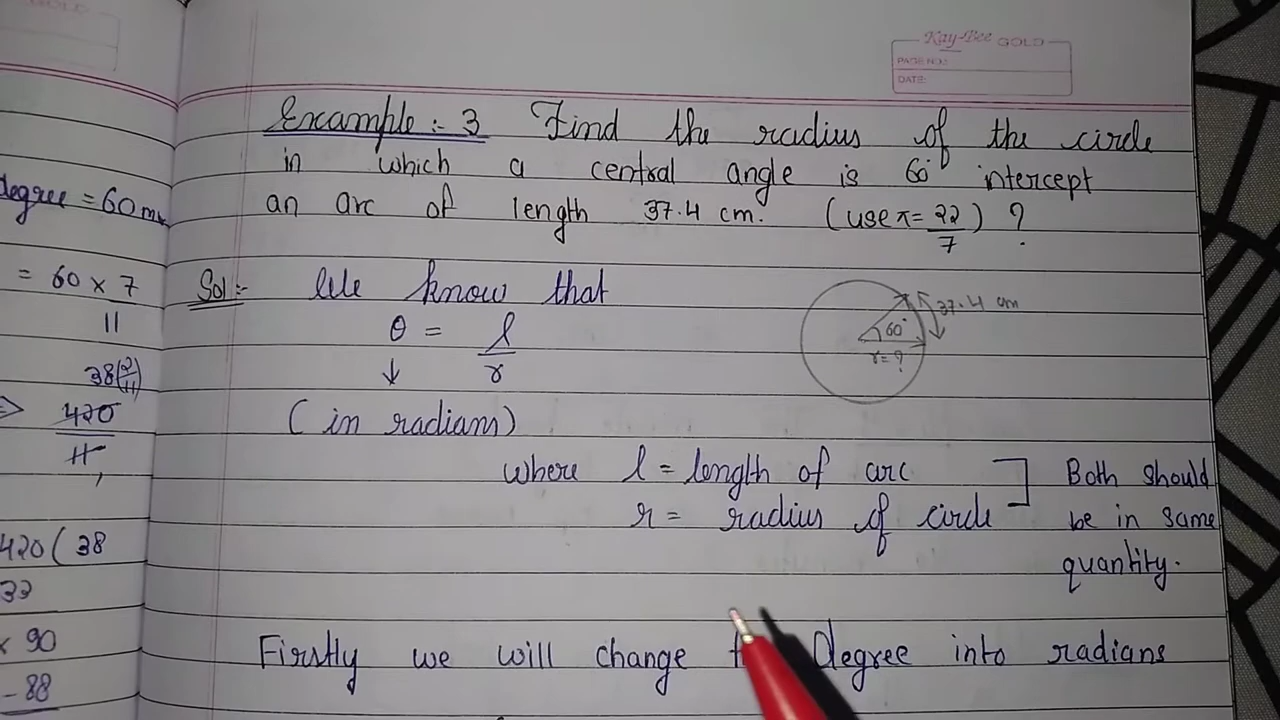 GOLD
Kay-Bee GOLD
PAGE NO.:
DATE:
Example :- 3 Find the radius of the circle
in which a central angle is 60° intercept
an arc of length 37.4 cm. (use π = 22/7) ?
Sol :- We know that
θ = l/r
↓
(in radians)
37.4 cm
60°
r = ?
where l = length of arc
r = radius of circle
Both should
be in same
quantity.
Firstly we will change degree into radians
degree = 60
= 60 × 7
11
38(2/11)
⇒ 420
11,
420 ( 38
33
× 90
- 88